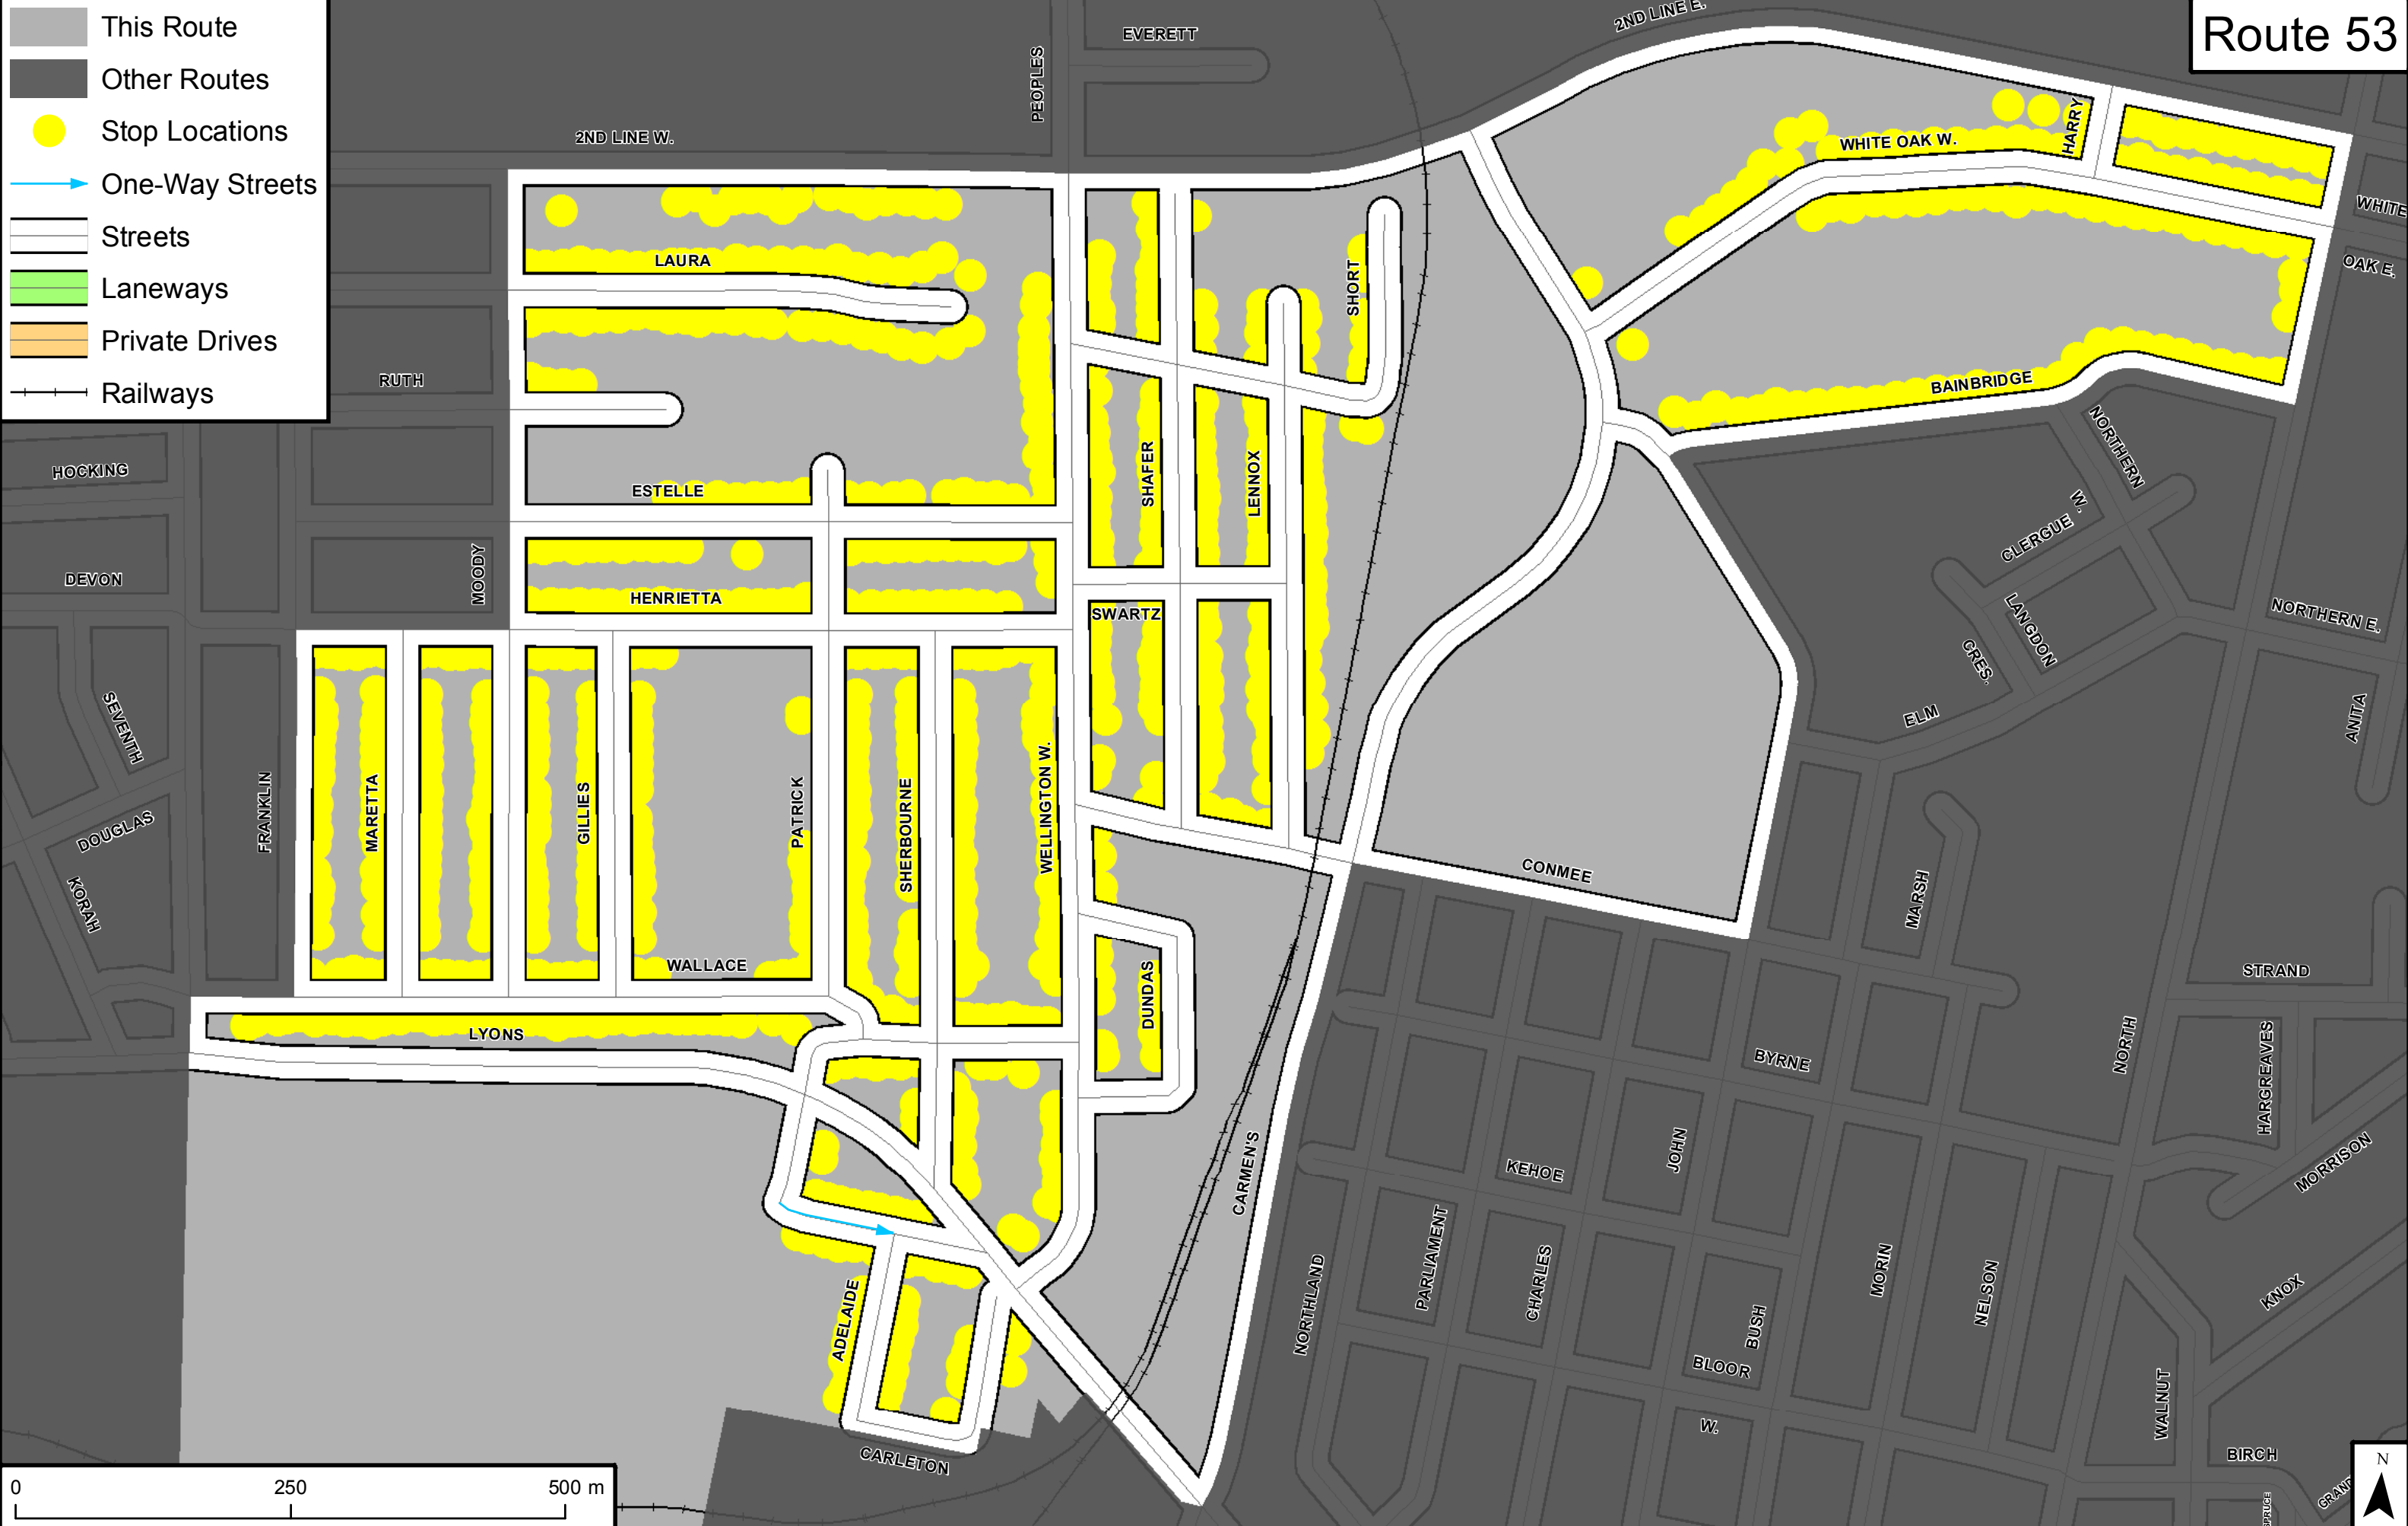 This Route
Other Routes
Stop Locations
One-Way Streets
Streets
Laneways
Private Drives
Railways
Route 53
2ND LINE E.
EVERETT
PEOPLES
2ND LINE W.
HARRY
WHITE OAK W.
WHITE
OAK E.
LAURA
SHORT
RUTH
BAINBRIDGE
NORTHERN
HOCKING
ESTELLE
SHAFER
LENNOX
CLERGUE
W.
DEVON
MOODY
HENRIETTA
SWARTZ
LANGDON
CRES.
NORTHERN E.
SEVENTH
ELM
ANITA
DOUGLAS
FRANKLIN
MARETTA
GILLIES
PATRICK
SHERBOURNE
WELLINGTON W.
CONMEE
MARSH
KORAH
WALLACE
DUNDAS
STRAND
LYONS
BYRNE
NORTH
HARGREAVES
MORRISON
CARMEN'S
KEHOE
JOHN
NORTHLAND
PARLIAMENT
CHARLES
MORIN
NELSON
KNOX
ADELAIDE
BUSH
BLOOR
W.
WALNUT
CARLETON
BIRCH
GRAND
SPRUCE
N
0 250 500 m